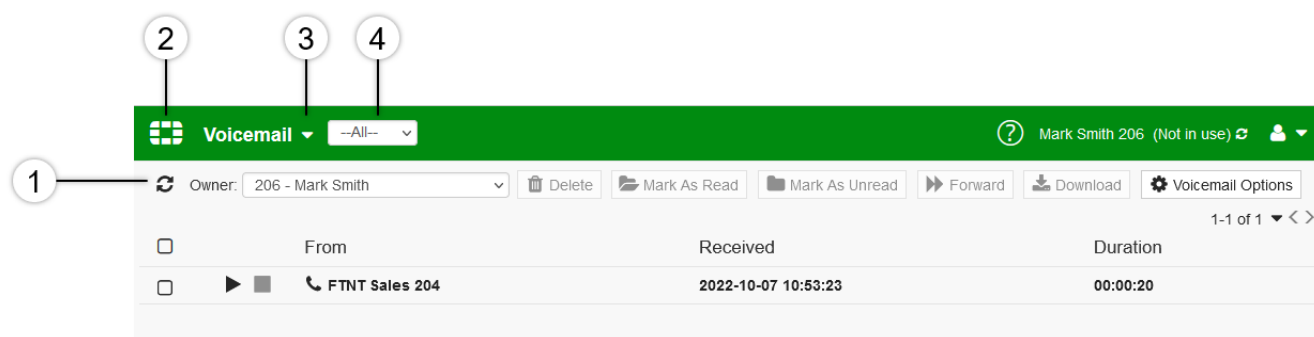 2 3 4
Voicemail --All-- ? Mark Smith 206 (Not in use)
1 Owner: 206 - Mark Smith Delete Mark As Read Mark As Unread Forward Download Voicemail Options
1-1 of 1
From Received Duration
FTNT Sales 204 2022-10-07 10:53:23 00:00:20